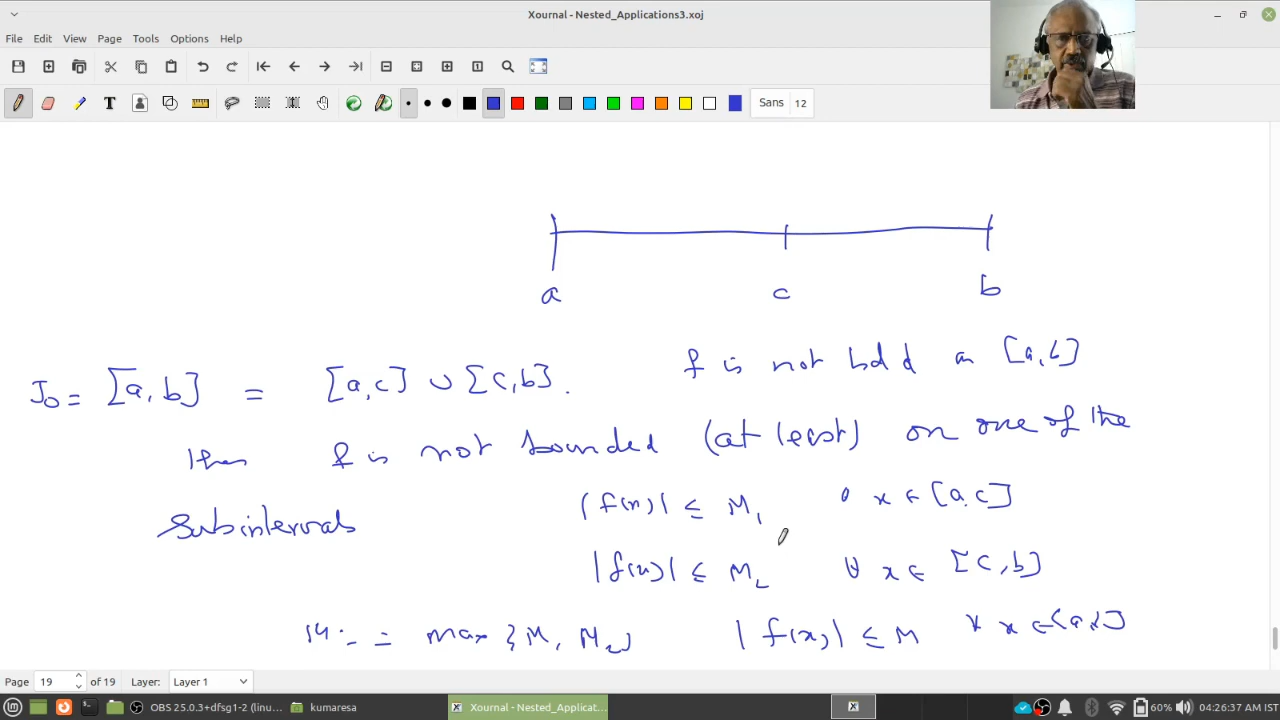 Xournal - Nested_Applications3.xoj
File Edit View Page Tools Options Help
Sans 12
a c b
J₀ = [a, b] = [a, c] ∪ [c, b]. f is not bdd on [a, b]
then f is not bounded (at least) on one of the
subintervals
|f(x)| ≤ M₁ ∀ x ∈ [a, c]
|f(x)| ≤ M₂ ∀ x ∈ [c, b]
M := max {M, M₂} |f(x)| ≤ M ∀ x ∈ [a, b]
Page 19 of 19 Layer: Layer 1
OBS 25.0.3+dfsg1-2 (linu... kumaresa Xournal - Nested_Applicat... 60% 04:26:37 AM IST